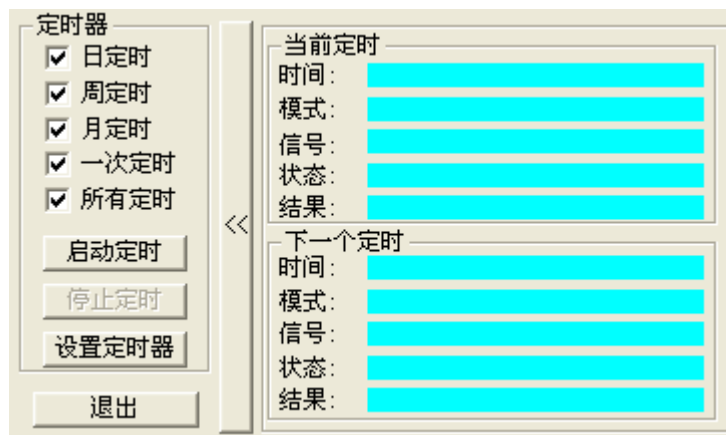 定时器
日定时
周定时
月定时
一次定时
所有定时
启动定时
停止定时
设置定时器
退出
<<
当前定时
时间:
模式:
信号:
状态:
结果:
下一个定时
时间:
模式:
信号:
状态:
结果: